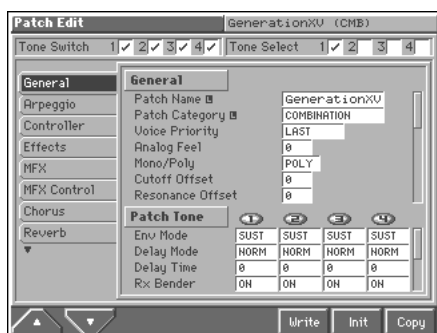 Patch Edit GenerationXV (CMB)
Tone Switch 1 2 3 4 Tone Select 1 2 3 4
General
Arpeggio
Controller
Effects
MFX
MFX Control
Chorus
Reverb
General
Patch Name GenerationXV
Patch Category COMBINATION
Voice Priority LAST
Analog Feel 0
Mono/Poly POLY
Cutoff Offset 0
Resonance Offset 0
Patch Tone 1 2 3 4
Env Mode SUST SUST SUST SUST
Delay Mode NORM NORM NORM NORM
Delay Time 0 0 0 0
Rx Bender ON ON ON ON
Write Init Copy